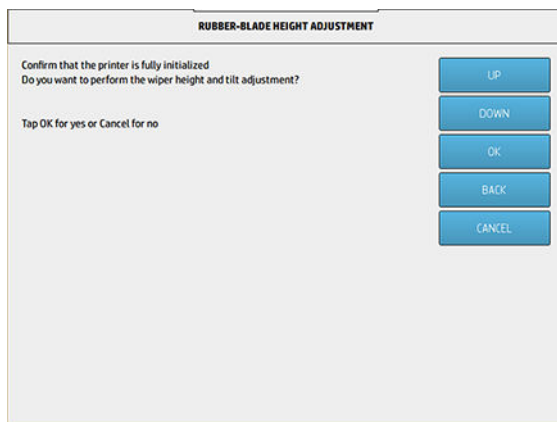 RUBBER-BLADE HEIGHT ADJUSTMENT
Confirm that the printer is fully initialized
Do you want to perform the wiper height and tilt adjustment?
Tap OK for yes or Cancel for no
UP
DOWN
OK
BACK
CANCEL